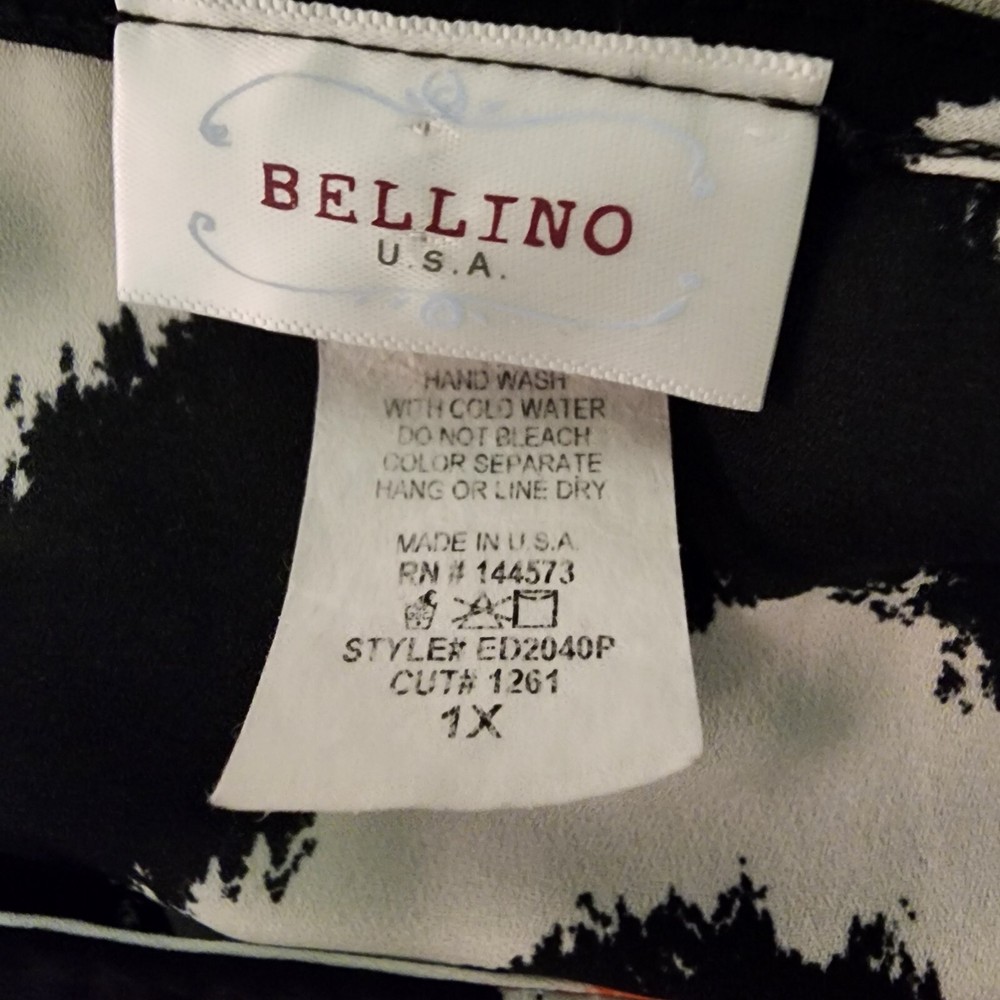 BELLINO
U.S.A.
HAND WASH
WITH COLD WATER
DO NOT BLEACH
COLOR SEPARATE
HANG OR LINE DRY
MADE IN U.S.A.
RN # 144573
STYLE# ED2040P
CUT# 1261
1X